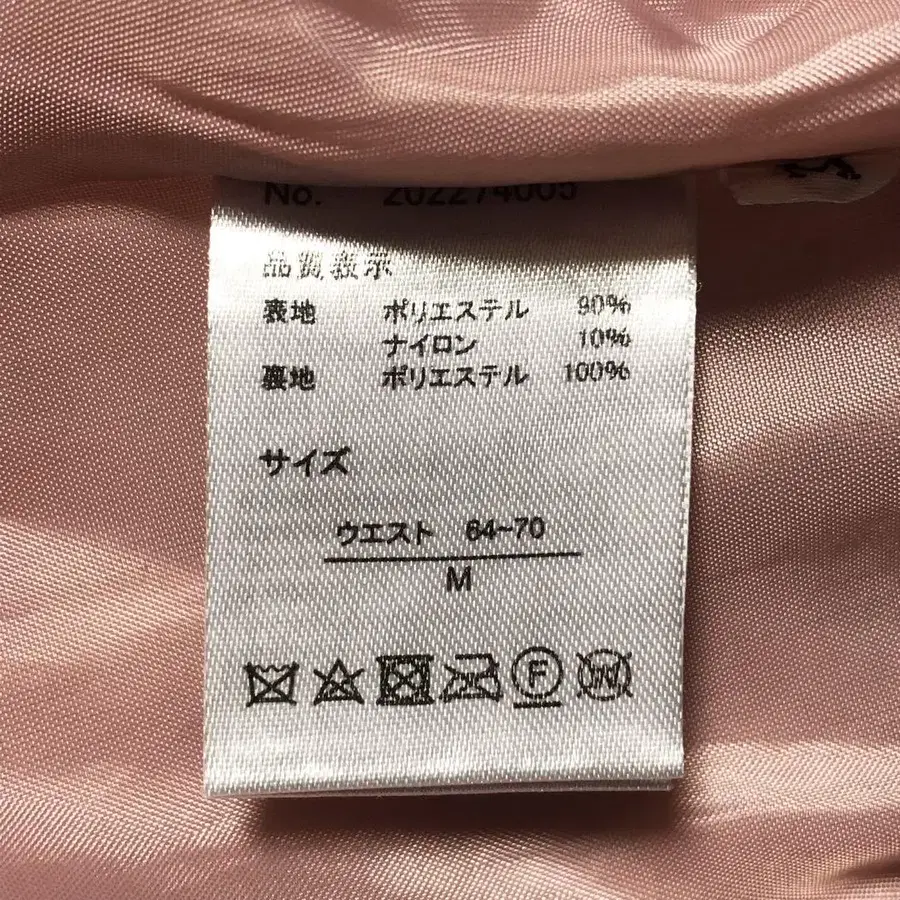 No. 202274005
品質表示
表地 ポリエステル 90%
ナイロン 10%
裏地 ポリエステル 100%
サイズ
ウエスト 64-70
M
F
W